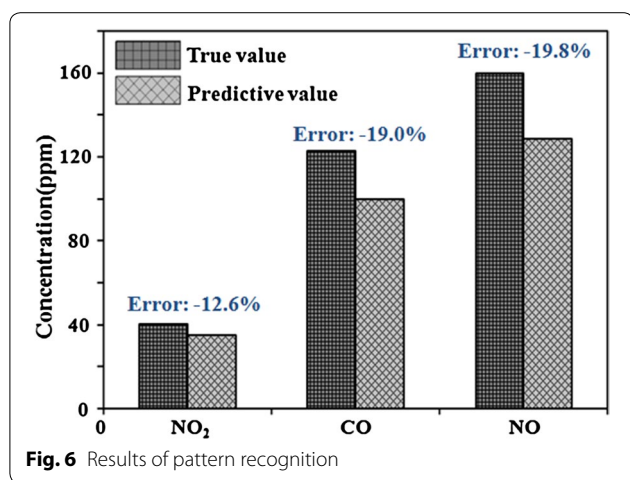 True value
Predictive value
Error: -19.8%
Error: -19.0%
Error: -12.6%
Concentration(ppm)
160
120
80
40
0
0
NO₂
CO
NO
Fig. 6 Results of pattern recognition